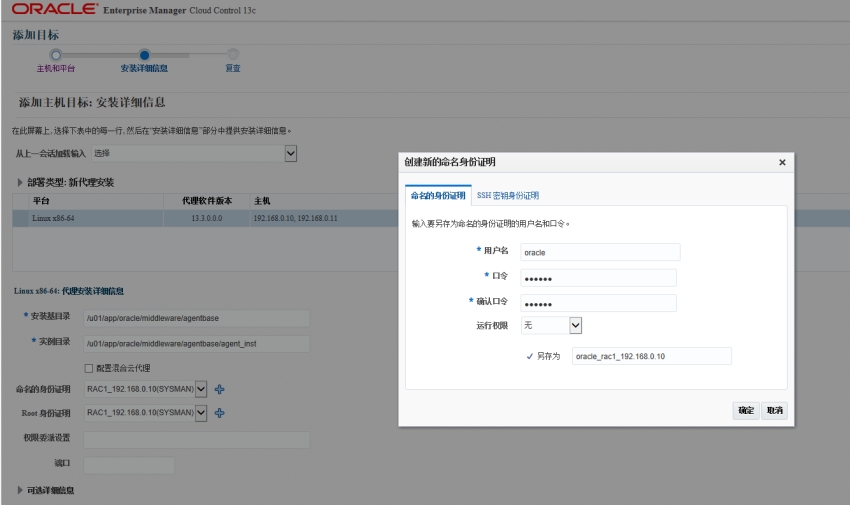 ORACLE Enterprise Manager Cloud Control 13c
添加目标
主机和平台 安装详细信息 复查
添加主机目标: 安装详细信息
在此屏幕上, 选择下表中的每一行, 然后在“安装详细信息”部分中提供安装详细信息。
从上一会话加载输入 选择
部署类型: 新代理安装
平台 代理软件版本 主机
Linux x86-64 13.3.0.0.0 192.168.0.10, 192.168.0.11
Linux x86-64: 代理安装详细信息
* 安装基目录 /u01/app/oracle/middleware/agentbase
* 实例目录 /u01/app/oracle/middleware/agentbase/agent_inst
配置混合云代理
命名的身份证明 RAC1_192.168.0.10(SYSMAN)
Root 身份证明 RAC1_192.168.0.10(SYSMAN)
权限委派设置
端口
可选详细信息
创建新的命名身份证明 ×
命名的身份证明 SSH 密钥身份证明
输入要另存为命名的身份证明的用户名和口令。
* 用户名 oracle
* 口令 ••••••
* 确认口令 ••••••
运行权限 无
✓ 另存为 oracle_rac1_192.168.0.10
确定 取消